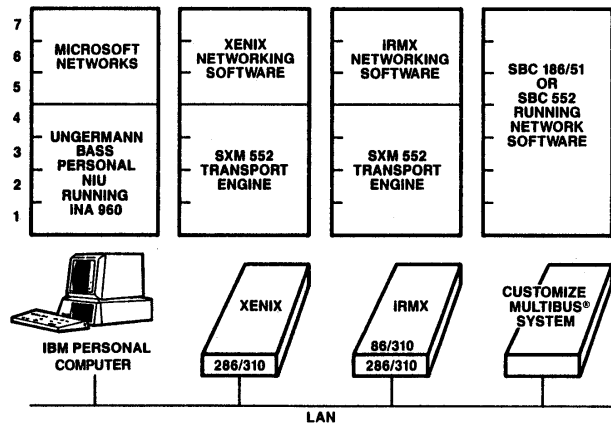 7
6
5
4
3
2
1
MICROSOFT
NETWORKS
UNGERMANN
BASS
PERSONAL
NIU
RUNNING
iNA 960
XENIX
NETWORKING
SOFTWARE
SXM 552
TRANSPORT
ENGINE
iRMX
NETWORKING
SOFTWARE
SXM 552
TRANSPORT
ENGINE
SBC 186/51
OR
SBC 552
RUNNING
NETWORK
SOFTWARE
IBM PERSONAL
COMPUTER
XENIX
286/310
iRMX
86/310
286/310
CUSTOMIZE
MULTIBUS®
SYSTEM
LAN